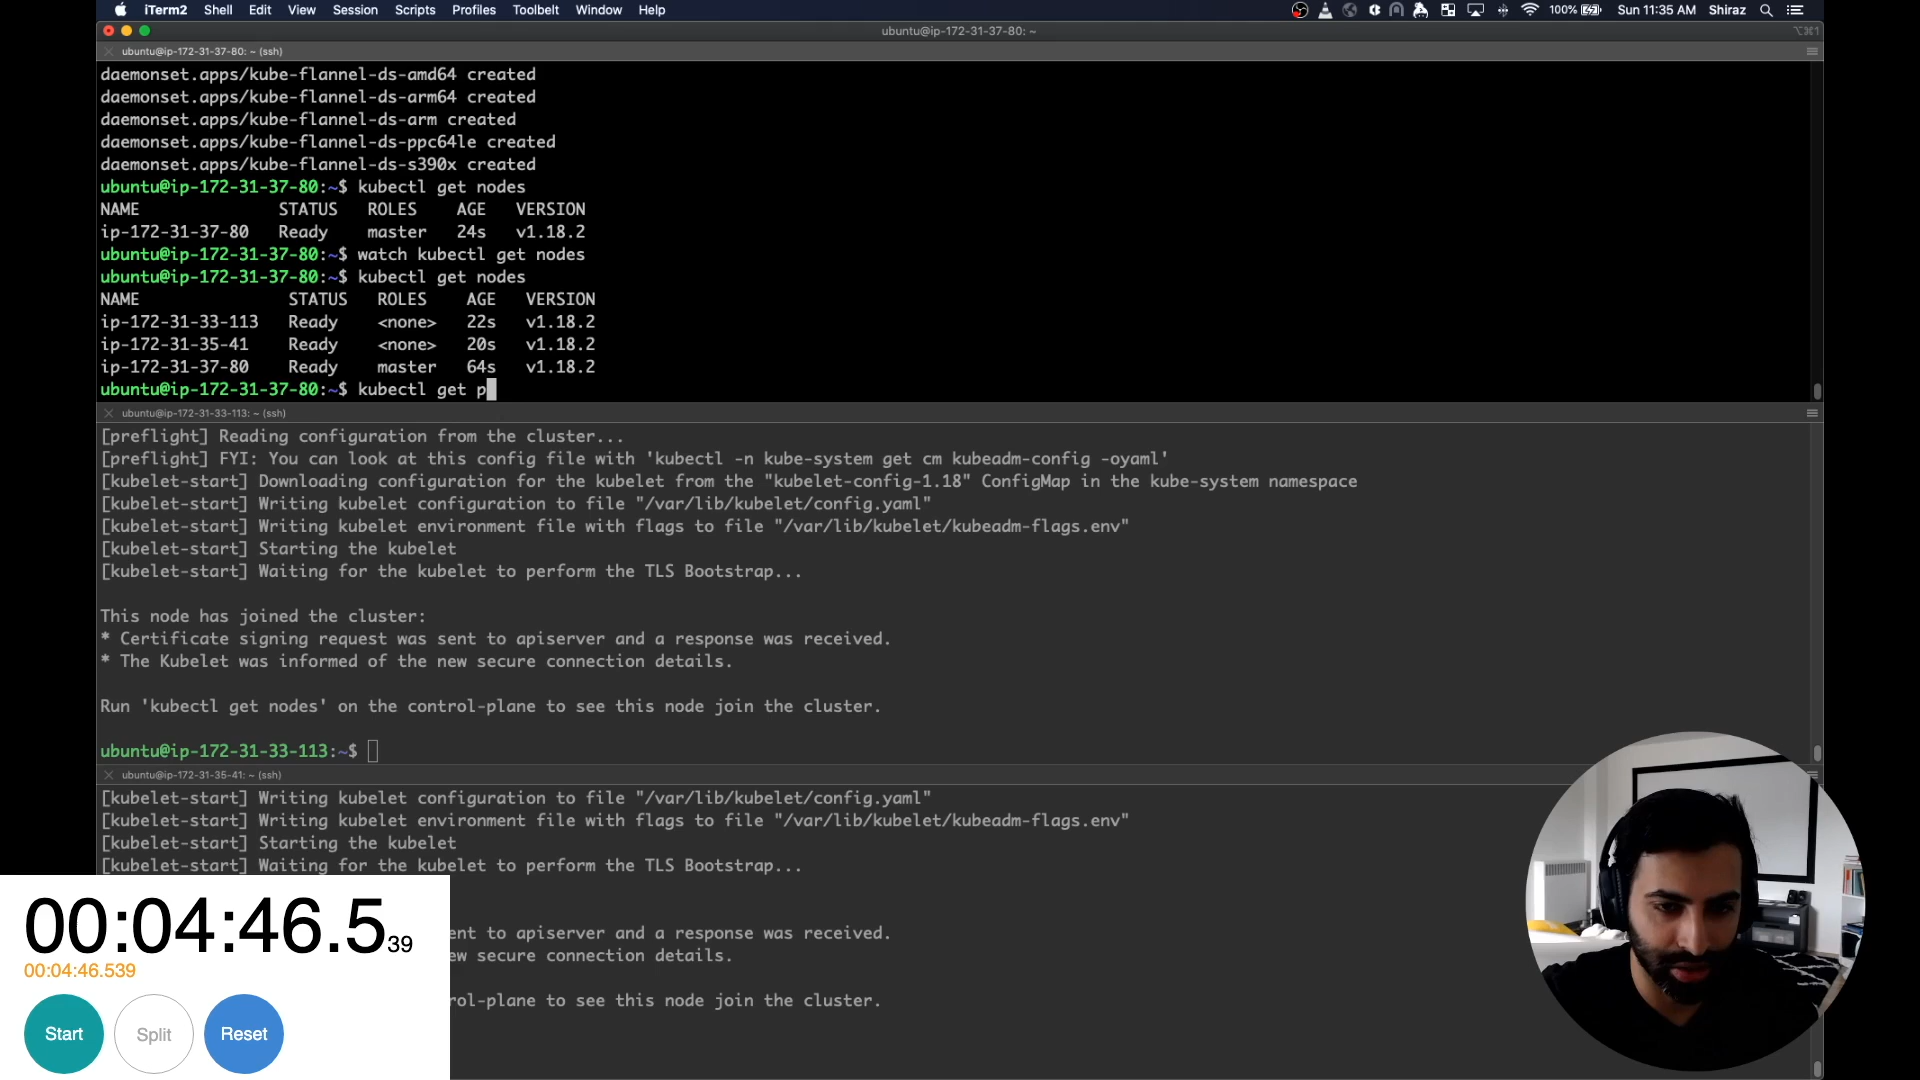 iTerm2 Shell Edit View Session Scripts Profiles Toolbelt Window Help 100% Sun 11:35 AM Shiraz
ubuntu@ip-172-31-37-80: ~ ⌥⌘1
ubuntu@ip-172-31-37-80: ~ (ssh)
daemonset.apps/kube-flannel-ds-amd64 created
daemonset.apps/kube-flannel-ds-arm64 created
daemonset.apps/kube-flannel-ds-arm created
daemonset.apps/kube-flannel-ds-ppc64le created
daemonset.apps/kube-flannel-ds-s390x created
ubuntu@ip-172-31-37-80:~$ kubectl get nodes
NAME STATUS ROLES AGE VERSION
ip-172-31-37-80 Ready master 24s v1.18.2
ubuntu@ip-172-31-37-80:~$ watch kubectl get nodes
ubuntu@ip-172-31-37-80:~$ kubectl get nodes
NAME STATUS ROLES AGE VERSION
ip-172-31-33-113 Ready <none> 22s v1.18.2
ip-172-31-35-41 Ready <none> 20s v1.18.2
ip-172-31-37-80 Ready master 64s v1.18.2
ubuntu@ip-172-31-37-80:~$ kubectl get p
ubuntu@ip-172-31-33-113: ~ (ssh)
[preflight] Reading configuration from the cluster...
[preflight] FYI: You can look at this config file with 'kubectl -n kube-system get cm kubeadm-config -oyaml'
[kubelet-start] Downloading configuration for the kubelet from the "kubelet-config-1.18" ConfigMap in the kube-system namespace
[kubelet-start] Writing kubelet configuration to file "/var/lib/kubelet/config.yaml"
[kubelet-start] Writing kubelet environment file with flags to file "/var/lib/kubelet/kubeadm-flags.env"
[kubelet-start] Starting the kubelet
[kubelet-start] Waiting for the kubelet to perform the TLS Bootstrap...
This node has joined the cluster:
* Certificate signing request was sent to apiserver and a response was received.
* The Kubelet was informed of the new secure connection details.
Run 'kubectl get nodes' on the control-plane to see this node join the cluster.
ubuntu@ip-172-31-33-113:~$
ubuntu@ip-172-31-35-41: ~ (ssh)
[kubelet-start] Writing kubelet configuration to file "/var/lib/kubelet/config.yaml"
[kubelet-start] Writing kubelet environment file with flags to file "/var/lib/kubelet/kubeadm-flags.env"
[kubelet-start] Starting the kubelet
[kubelet-start] Waiting for the kubelet to perform the TLS Bootstrap...
ent to apiserver and a response was received.
ew secure connection details.
rol-plane to see this node join the cluster.
00:04:46.539
00:04:46.539
Start Split Reset